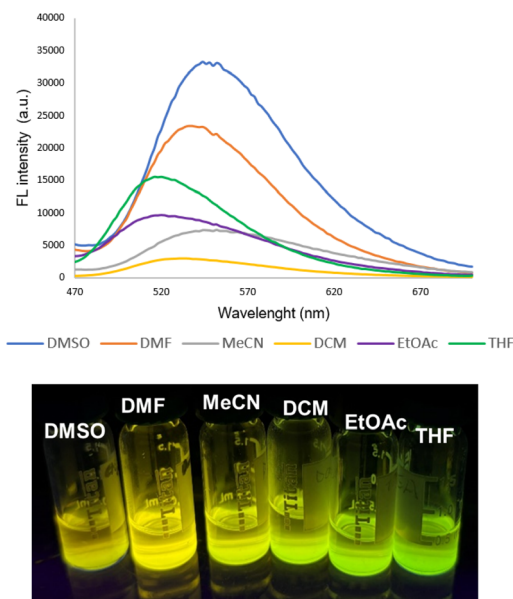 40000
35000
30000
25000
20000
15000
10000
5000
0
FL intensity (a.u.)
470 520 570 620 670
Wavelenght (nm)
DMSO DMF MeCN DCM EtOAc THF
DMSO DMF MeCN DCM EtOAc THF